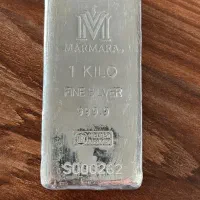 M
MARMARA
1 KILO
FINE SILVER
999.9
S000262